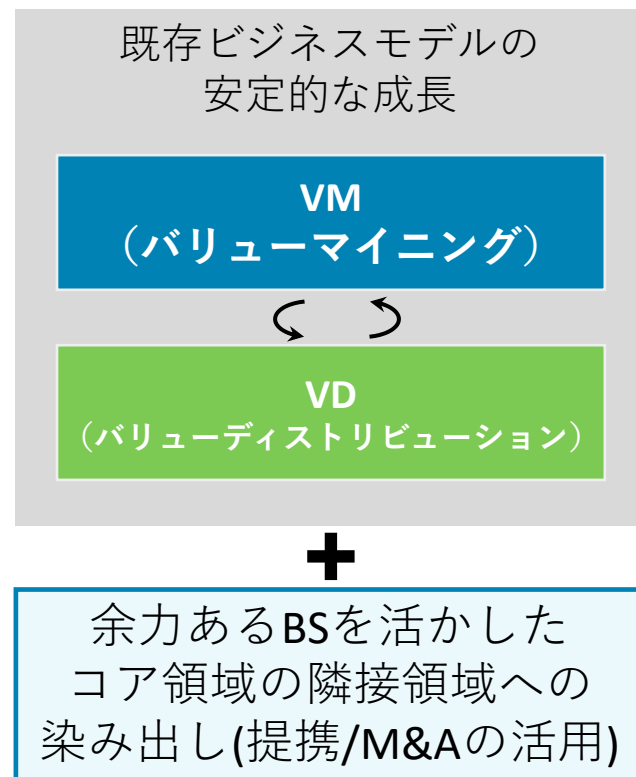 既存ビジネスモデルの
安定的な成長
VM
（バリューマイニング）
VD
（バリューディストリビューション）
+
余力あるBSを活かした
コア領域の隣接領域への
染み出し(提携/M&Aの活用)